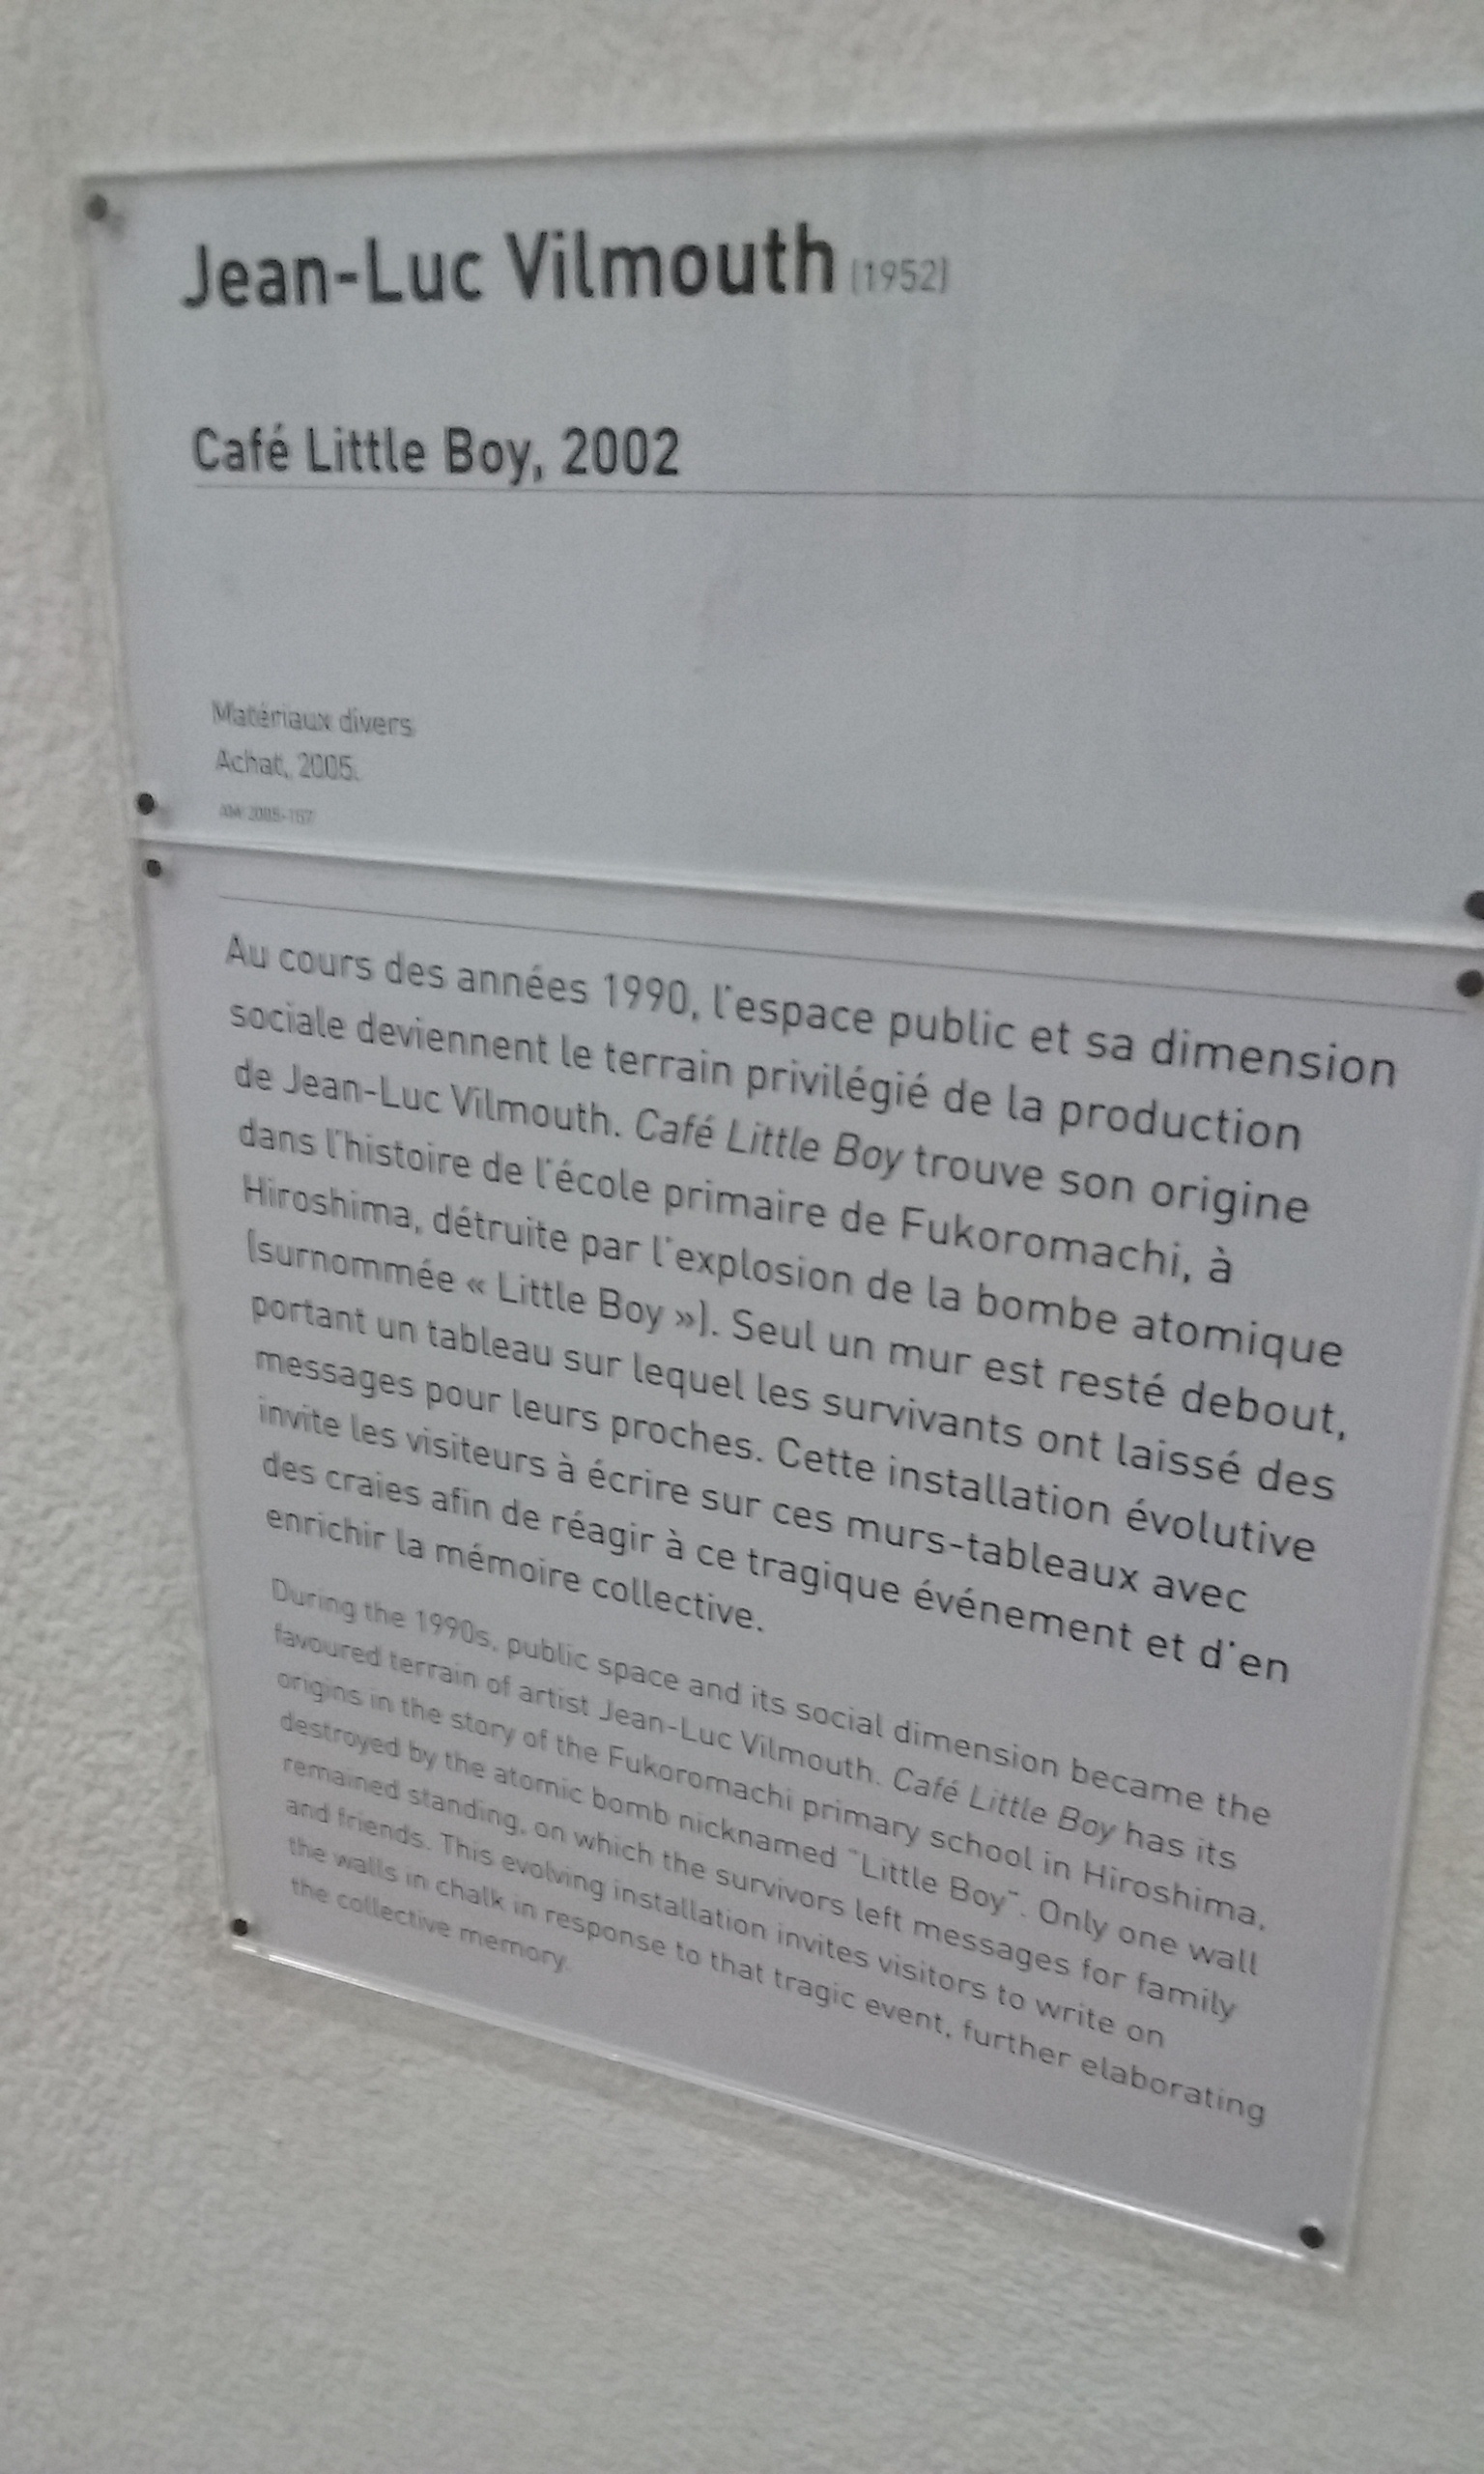 Jean-Luc Vilmouth (1952)
Café Little Boy, 2002
Matériaux divers
Achat, 2005.
AM 2005-157
Au cours des années 1990, l'espace public et sa dimension
sociale deviennent le terrain privilégié de la production
de Jean-Luc Vilmouth. Café Little Boy trouve son origine
dans l'histoire de l'école primaire de Fukoromachi, à
Hiroshima, détruite par l'explosion de la bombe atomique
(surnommée « Little Boy »). Seul un mur est resté debout,
portant un tableau sur lequel les survivants ont laissé des
messages pour leurs proches. Cette installation évolutive
invite les visiteurs à écrire sur ces murs-tableaux avec
des craies afin de réagir à ce tragique événement et d'en
enrichir la mémoire collective.
During the 1990s, public space and its social dimension became the
favoured terrain of artist Jean-Luc Vilmouth. Café Little Boy has its
origins in the story of the Fukoromachi primary school in Hiroshima,
destroyed by the atomic bomb nicknamed "Little Boy". Only one wall
remained standing, on which the survivors left messages for family
and friends. This evolving installation invites visitors to write on
the walls in chalk in response to that tragic event, further elaborating
the collective memory.